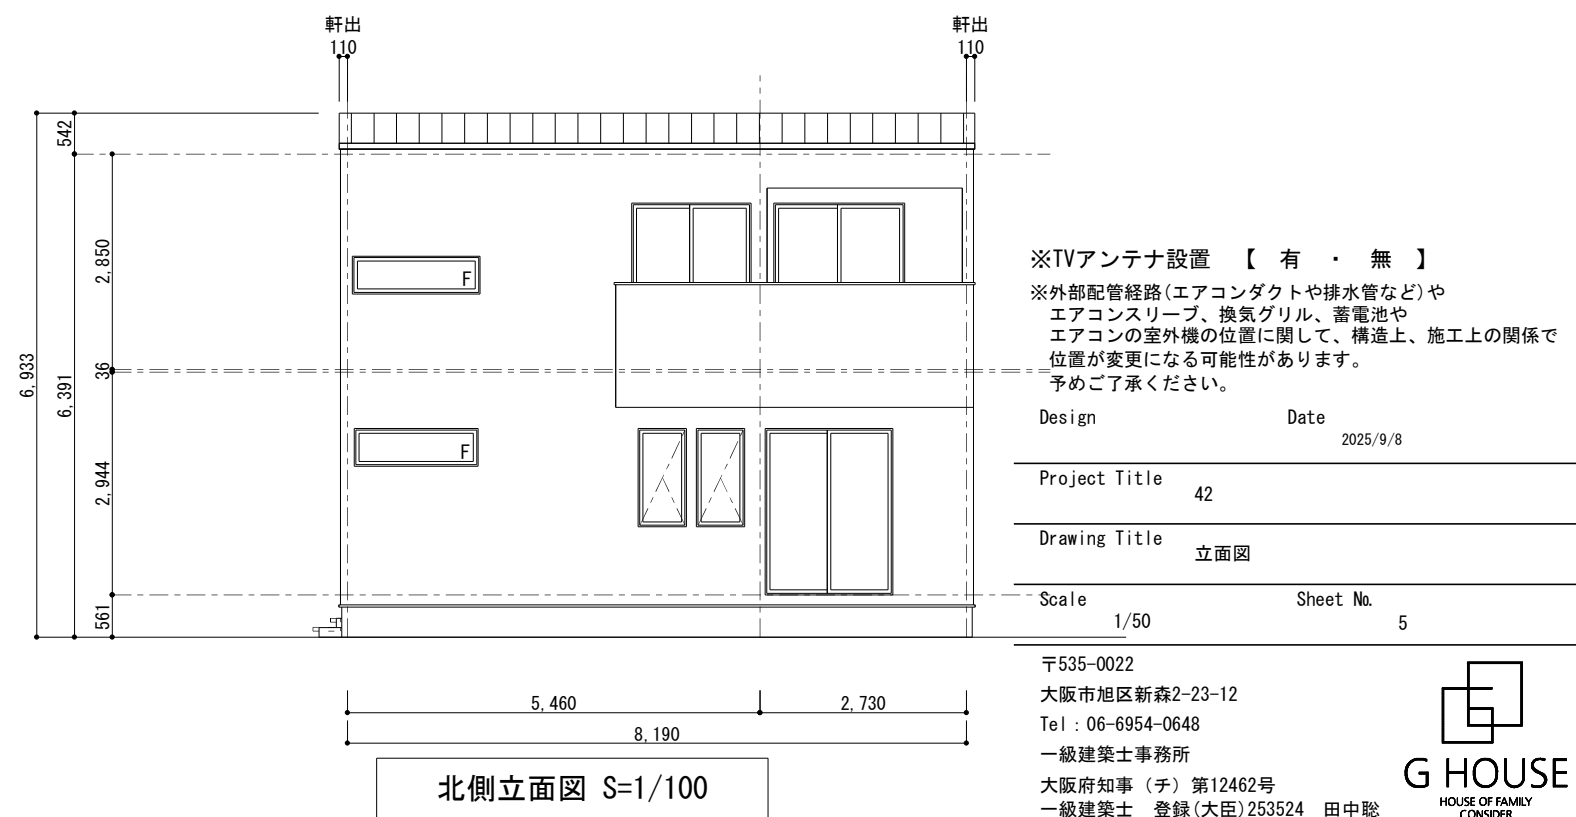 軒出
110
軒出
110
542
2,850
36
6,933
6,391
2,944
561
F
F
5,460
2,730
8,190
北側立面図 S=1/100
※TVアンテナ設置 【 有 ・ 無 】
※外部配管経路(エアコンダクトや排水管など)や
エアコンスリーブ、換気グリル、蓄電池や
エアコンの室外機の位置に関して、構造上、施工上の関係で
位置が変更になる可能性があります。
予めご了承ください。
Design Date
2025/9/8
Project Title
42
Drawing Title
立面図
Scale Sheet №
1/50 5
〒535-0022
大阪市旭区新森2-23-12
Tel：06-6954-0648
一級建築士事務所
大阪府知事（チ）第12462号
一級建築士 登録(大臣)253524 田中聡
G HOUSE
HOUSE OF FAMILY
CONSIDER